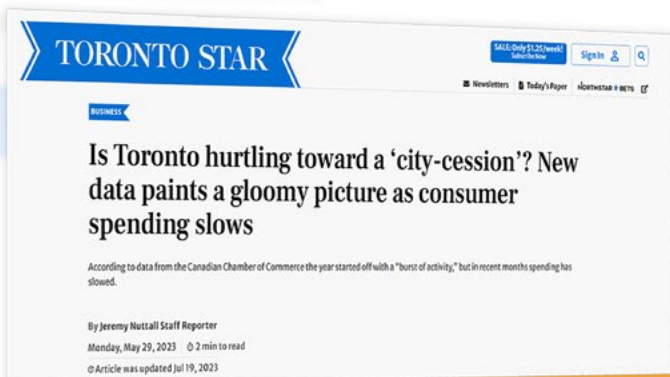 TORONTO STAR
SALE: Only $1.25/week!
Subscribe Now
Sign In
Newsletters
Today's Paper
NORTHSTAR BETS
BUSINESS
Is Toronto hurtling toward a ‘city-cession’? New
data paints a gloomy picture as consumer
spending slows
According to data from the Canadian Chamber of Commerce the year started off with a "burst of activity," but in recent months spending has
slowed.
By Jeremy Nuttall Staff Reporter
Monday, May 29, 2023 2 min to read
Article was updated Jul 19, 2023